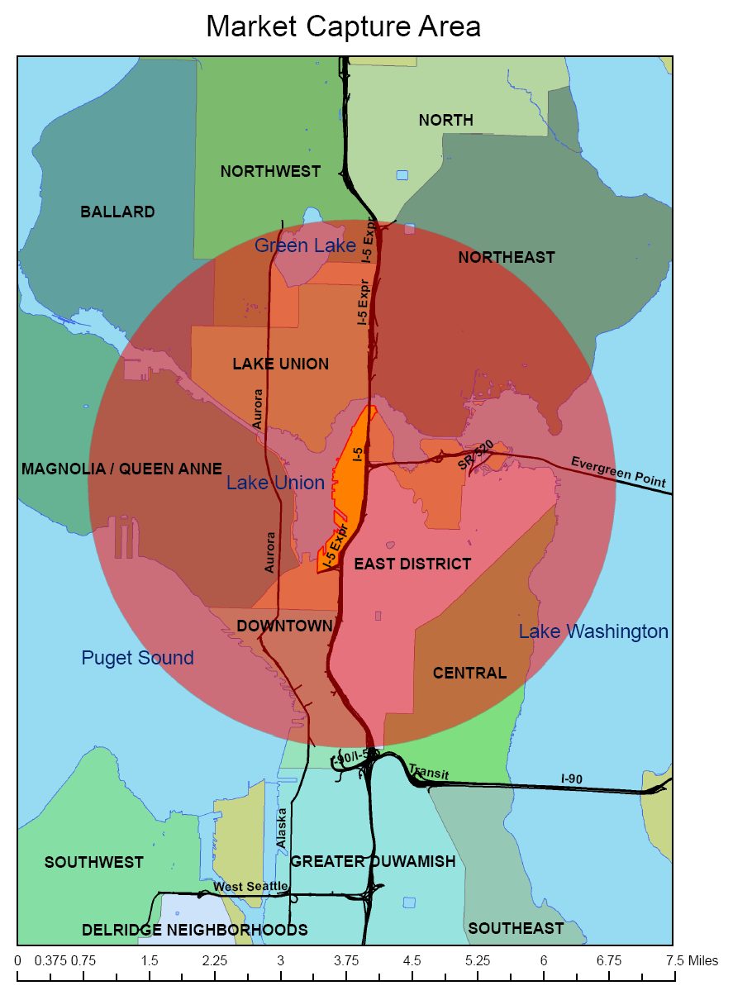 Market Capture Area
NORTH
NORTHWEST
BALLARD
Green Lake
I-5 Expr
NORTHEAST
I-5 Expr
LAKE UNION
Aurora
I-5
SR 520
Evergreen Point
MAGNOLIA / QUEEN ANNE
Lake Union
I-5 Expr
Aurora
EAST DISTRICT
DOWNTOWN
Lake Washington
Puget Sound
CENTRAL
Transit
I-90
Alaska
SOUTHWEST
GREATER DUWAMISH
West Seattle
DELRIDGE NEIGHBORHOODS
SOUTHEAST
0 0.375 0.75 1.5 2.25 3 3.75 4.5 5.25 6 6.75 7.5 Miles